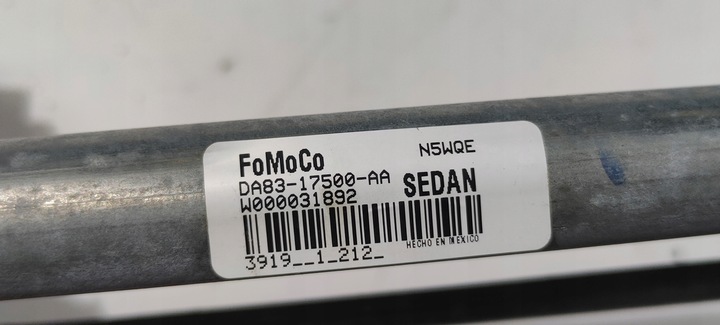 FoMoCo N5WQE
DA83-17500-AA SEDAN
W000031892
HECHO EN MEXICO
3919__1_212_